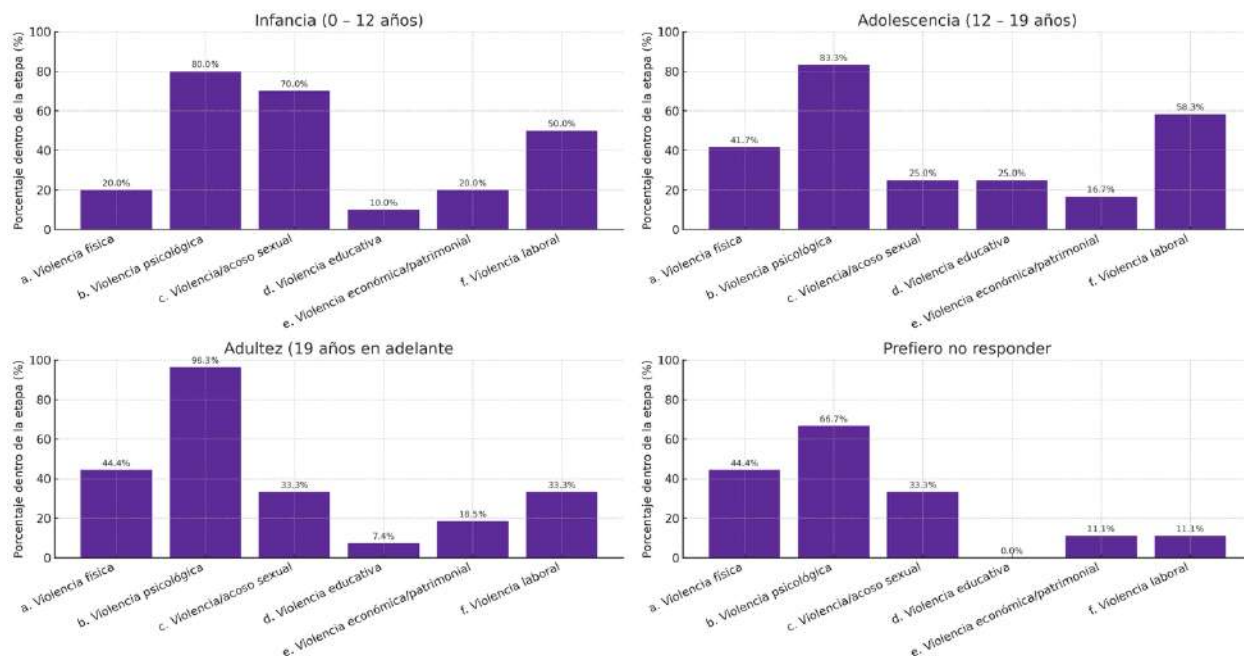 Infancia (0 – 12 años)
Porcentaje dentro de la etapa (%)
100
80
60
40
20
0
20.0%
80.0%
70.0%
10.0%
20.0%
50.0%
a. Violencia física
b. Violencia psicológica
c. Violencia/acoso sexual
d. Violencia educativa
e. Violencia económica/patrimonial
f. Violencia laboral
Adolescencia (12 – 19 años)
Porcentaje dentro de la etapa (%)
100
80
60
40
20
0
41.7%
83.3%
25.0%
25.0%
16.7%
58.3%
a. Violencia física
b. Violencia psicológica
c. Violencia/acoso sexual
d. Violencia educativa
e. Violencia económica/patrimonial
f. Violencia laboral
Adultez (19 años en adelante
Porcentaje dentro de la etapa (%)
100
80
60
40
20
0
44.4%
96.3%
33.3%
7.4%
18.5%
33.3%
a. Violencia física
b. Violencia psicológica
c. Violencia/acoso sexual
d. Violencia educativa
e. Violencia económica/patrimonial
f. Violencia laboral
Prefiero no responder
Porcentaje dentro de la etapa (%)
100
80
60
40
20
0
44.4%
66.7%
33.3%
0.0%
11.1%
11.1%
a. Violencia física
b. Violencia psicológica
c. Violencia/acoso sexual
d. Violencia educativa
e. Violencia económica/patrimonial
f. Violencia laboral